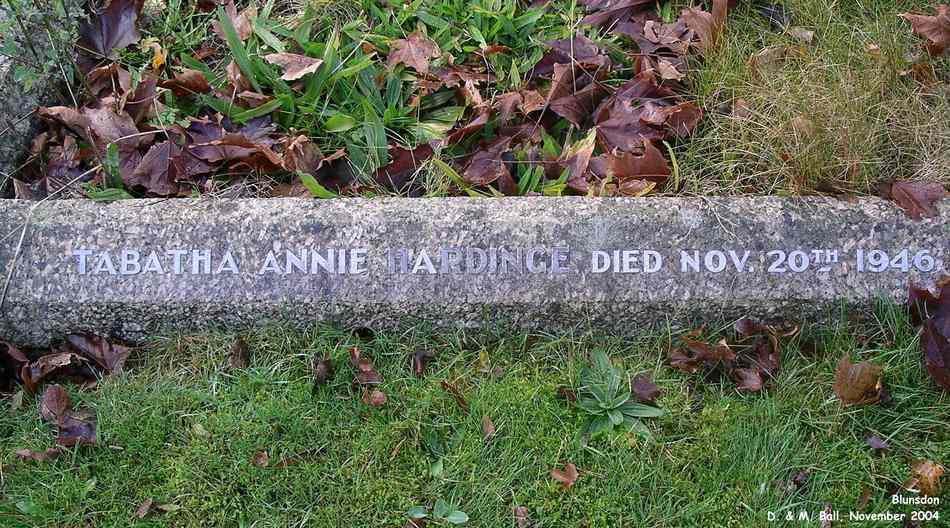 TABATHA ANNIE HARDINGE DIED NOV. 20TH 1946.
Blunsdon
D. & M. Ball. November 2004